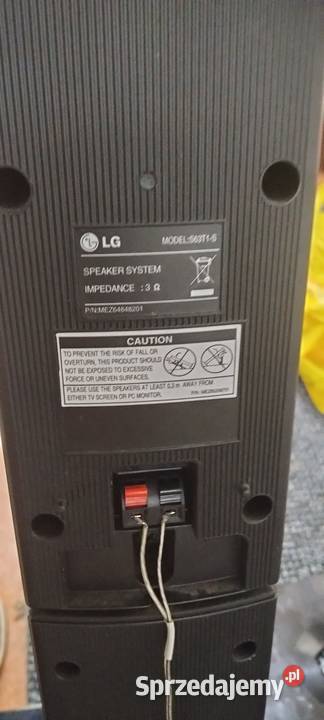 LG
MODEL:S63T1-S
SPEAKER SYSTEM
IMPEDANCE : 3 Ω
P/N:MEZ64648201
CAUTION
TO PREVENT THE RISK OF FALL OR
OVERTURN, THIS PRODUCT SHOULD
NOT BE EXPOSED TO EXCESSIVE
FORCE OR UNEVEN SURFACES.
PLEASE USE THE SPEAKERS AT LEAST 0.3 m AWAY FROM
EITHER TV SCREEN OR PC MONITOR.
Sprzedajemy.pl